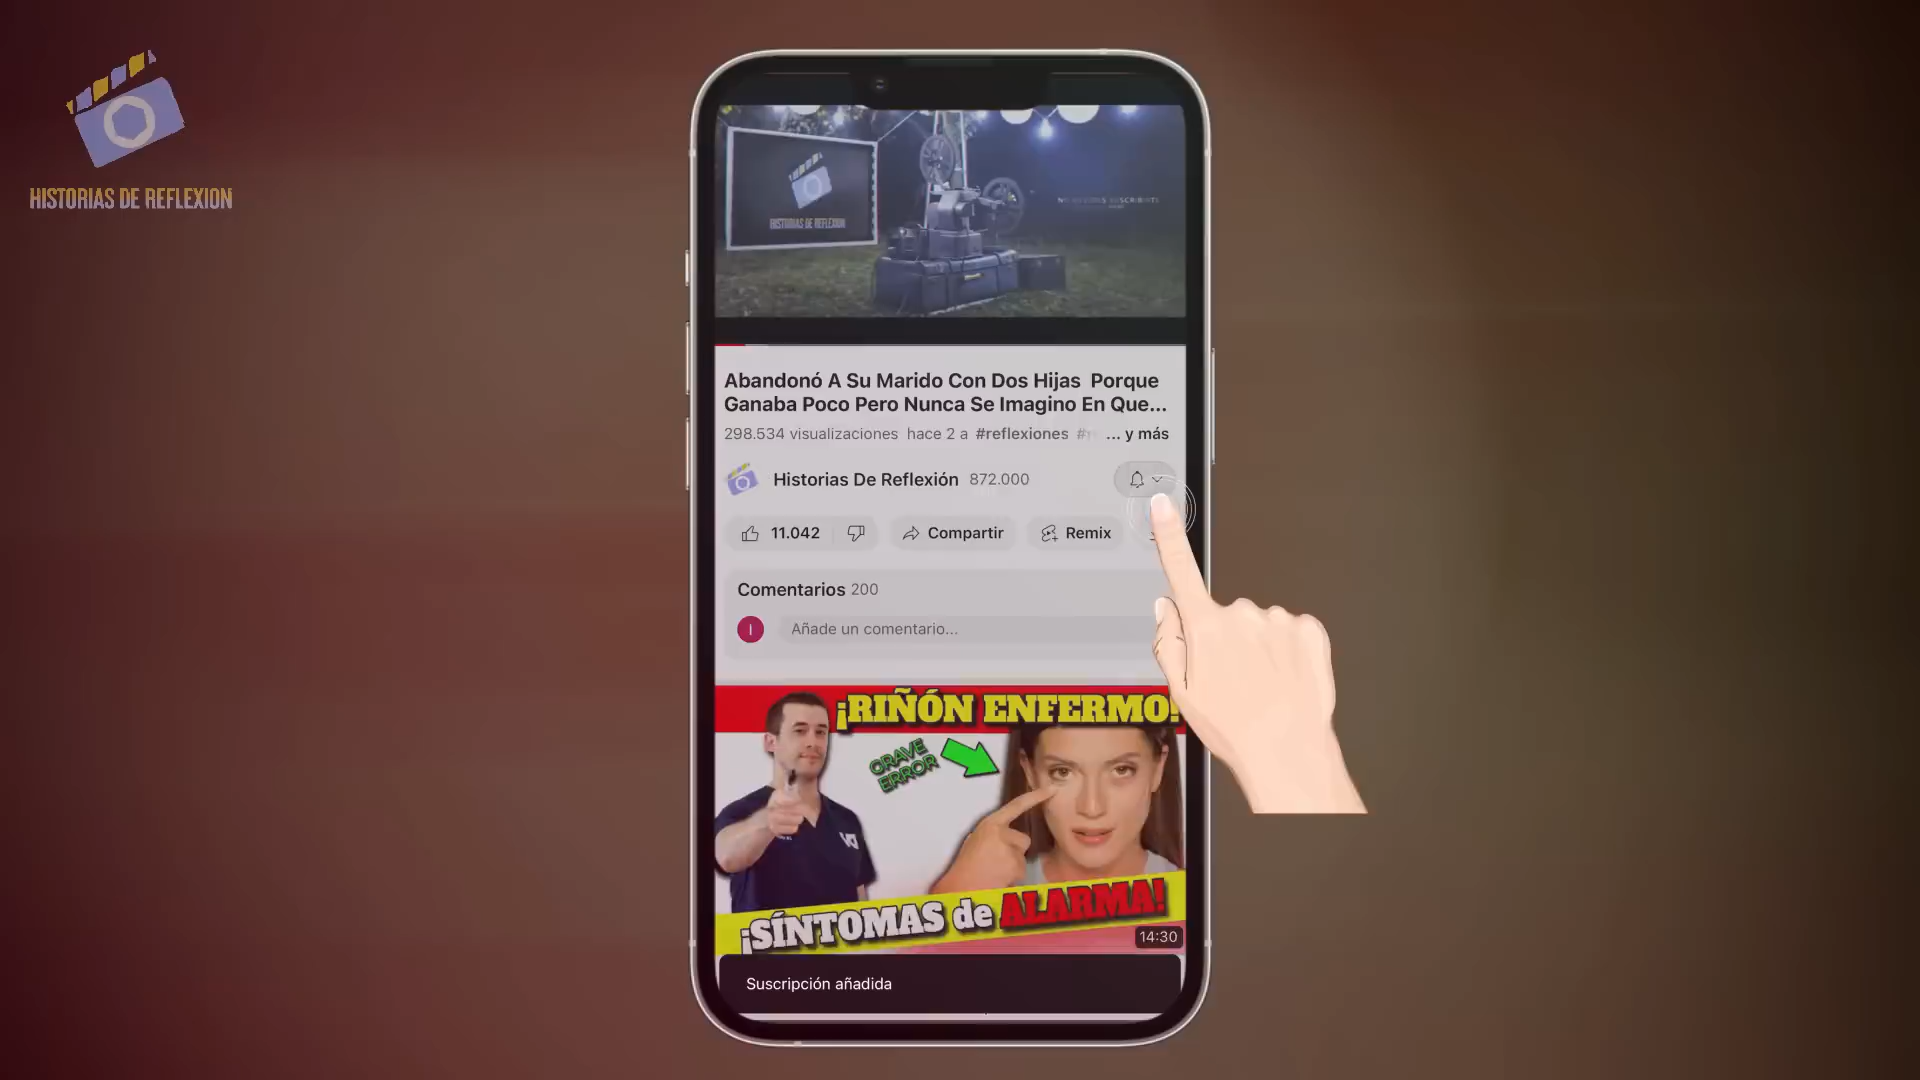 HISTORIAS DE REFLEXION
HISTORIAS DE REFLEXION
Abandonó A Su Marido Con Dos Hijas Porque
Ganaba Poco Pero Nunca Se Imagino En Que...
298.534 visualizaciones hace 2 a #reflexiones ... y más
Historias De Reflexión 872.000
11.042 Compartir Remix
Comentarios 200
I Añade un comentario...
¡RIÑÓN ENFERMO!
GRAVE
ERROR
¡SÍNTOMAS de ALARMA!
14:30
Suscripción añadida